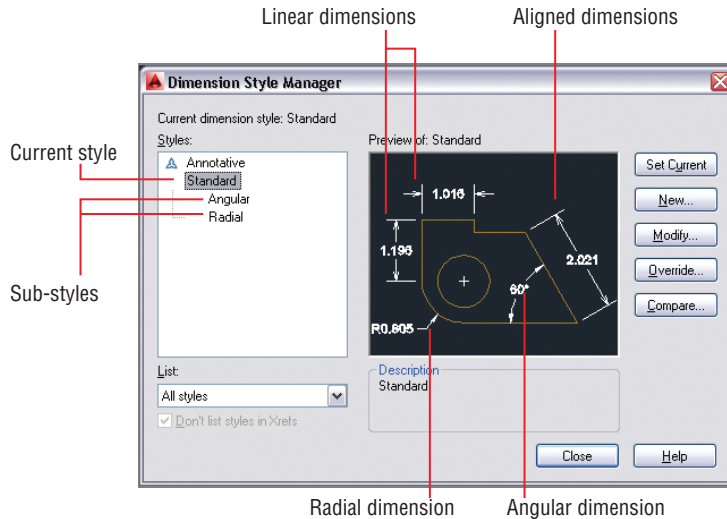 Linear dimensions
Aligned dimensions
Dimension Style Manager
Current dimension style: Standard
Styles:
Preview of: Standard
Current style
Annotative
Standard
Angular
Radial
Sub-styles
1.016
1.196
2.021
60°
R0.805
Set Current
New...
Modify...
Override...
Compare...
List:
All styles
Don't list styles in Xrefs
Description
Standard
Close
Help
Radial dimension
Angular dimension